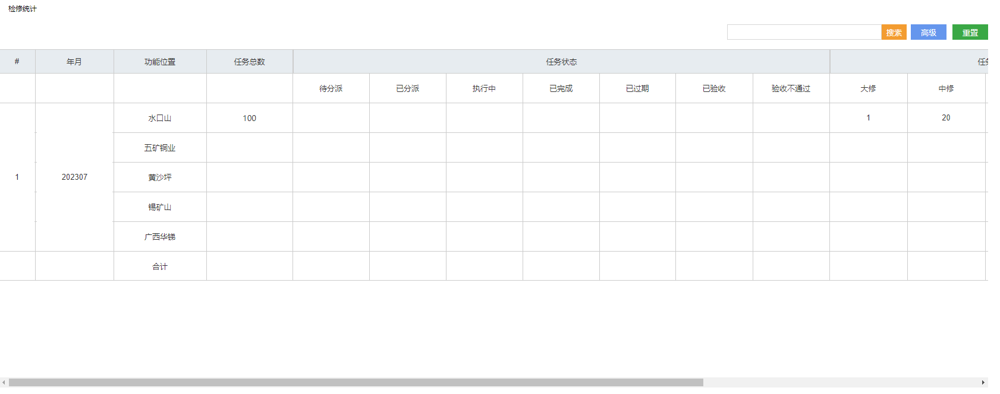 检修统计
搜索 高级 重置
# 年月 功能位置 任务总数 任务状态 任务
待分派 已分派 执行中 已完成 已过期 已验收 验收不通过 大修 中修
水口山 100 1 20
五矿铜业
1 202307 黄沙坪
锡矿山
广西华锑
合计